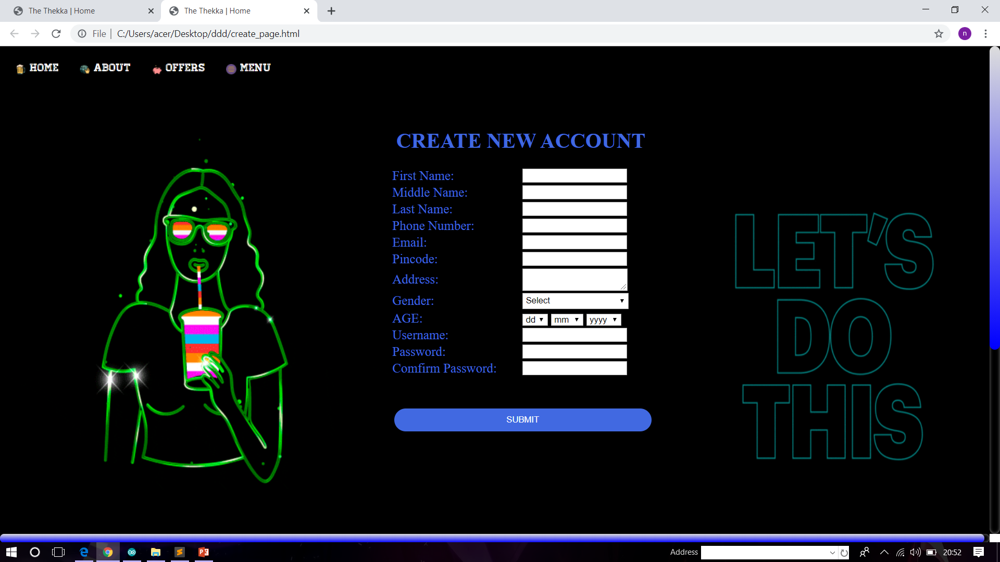 The Thekka | Home
The Thekka | Home
File | C:/Users/acer/Desktop/ddd/create_page.html
n
HOME ABOUT OFFERS MENU
CREATE NEW ACCOUNT
First Name:
Middle Name:
Last Name:
Phone Number:
Email:
Pincode:
Address:
Gender: Select
AGE: dd mm yyyy
Username:
Password:
Comfirm Password:
SUBMIT
LET'S
DO
THIS
Address
20:52